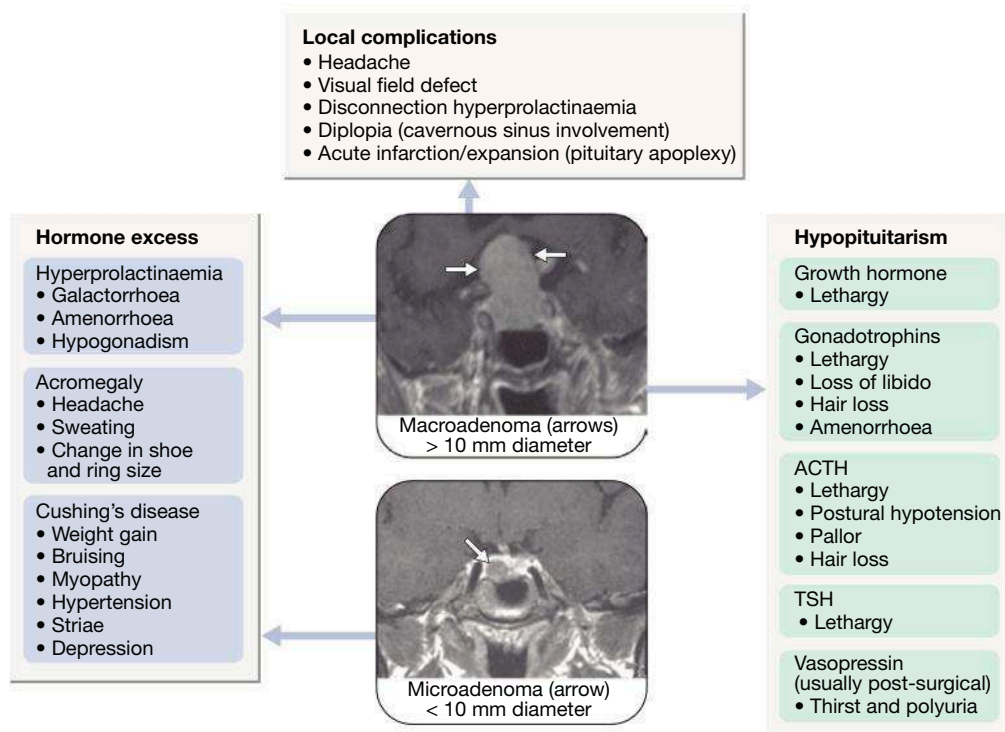 Local complications
• Headache
• Visual field defect
• Disconnection hyperprolactinaemia
• Diplopia (cavernous sinus involvement)
• Acute infarction/expansion (pituitary apoplexy)
Hormone excess
Hyperprolactinaemia
• Galactorrhoea
• Amenorrhoea
• Hypogonadism
Acromegaly
• Headache
• Sweating
• Change in shoe
and ring size
Cushing's disease
• Weight gain
• Bruising
• Myopathy
• Hypertension
• Striae
• Depression
Macroadenoma (arrows)
> 10 mm diameter
Microadenoma (arrow)
< 10 mm diameter
Hypopituitarism
Growth hormone
• Lethargy
Gonadotrophins
• Lethargy
• Loss of libido
• Hair loss
• Amenorrhoea
ACTH
• Lethargy
• Postural hypotension
• Pallor
• Hair loss
TSH
• Lethargy
Vasopressin
(usually post-surgical)
• Thirst and polyuria